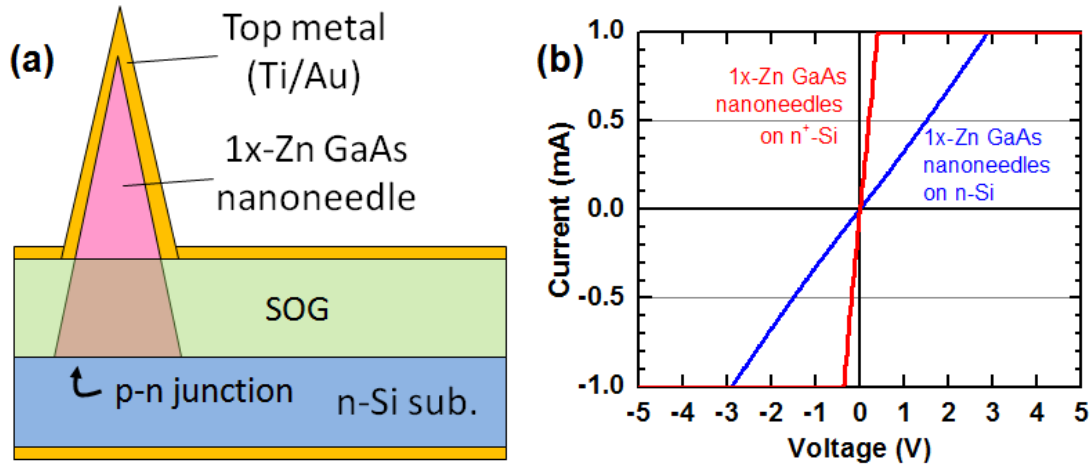 (a)
Top metal
(Ti/Au)
1x-Zn GaAs
nanoneedle
SOG
p-n junction
n-Si sub.
(b)
1.0
0.5
0.0
-0.5
-1.0
Current (mA)
1x-Zn GaAs
nanoneedles
on n⁺-Si
1x-Zn GaAs
nanoneedles
on n-Si
-5 -4 -3 -2 -1 0 1 2 3 4 5
Voltage (V)